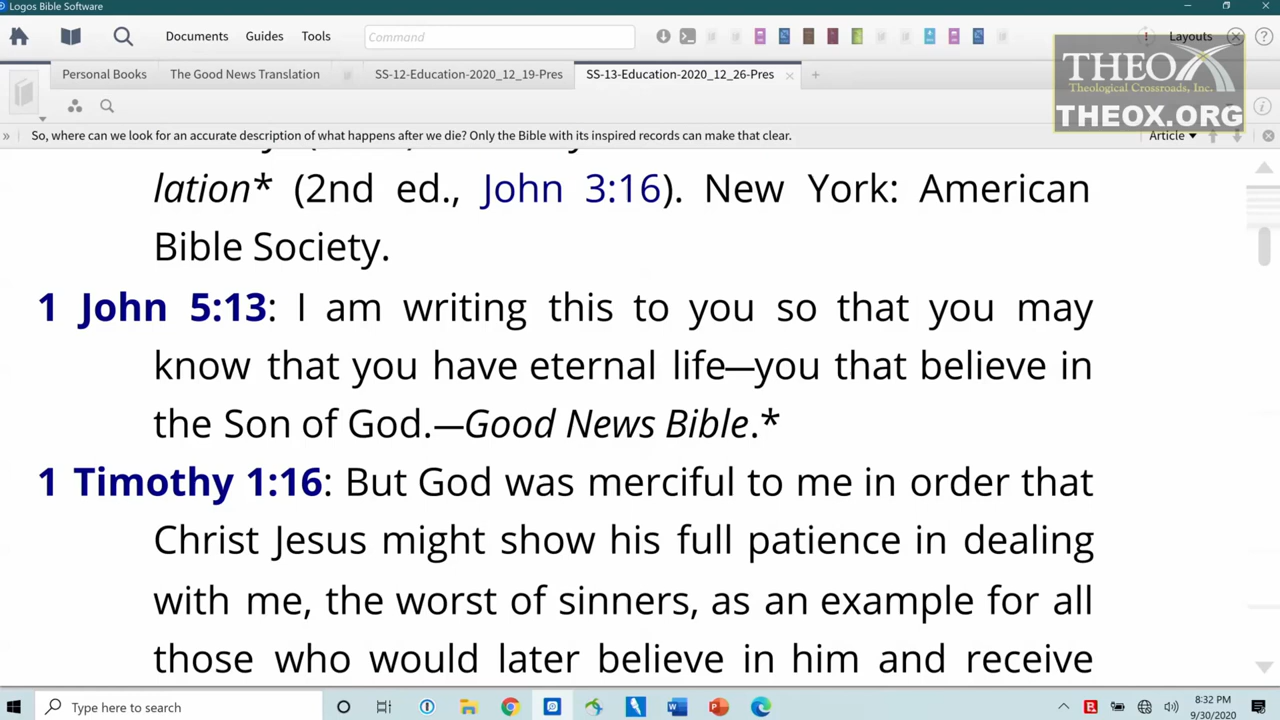 Logos Bible Software
Documents Guides Tools Command Layouts
Personal Books The Good News Translation SS-12-Education-2020_12_19-Pres SS-13-Education-2020_12_26-Pres
THEOX
Theological Crossroads, Inc.
THEOX.ORG
So, where can we look for an accurate description of what happens after we die? Only the Bible with its inspired records can make that clear.
Article
lation* (2nd ed., John 3:16). New York: American
Bible Society.
1 John 5:13: I am writing this to you so that you may
know that you have eternal life—you that believe in
the Son of God.—Good News Bible.*
1 Timothy 1:16: But God was merciful to me in order that
Christ Jesus might show his full patience in dealing
with me, the worst of sinners, as an example for all
those who would later believe in him and receive
Type here to search
8:32 PM
9/30/2020